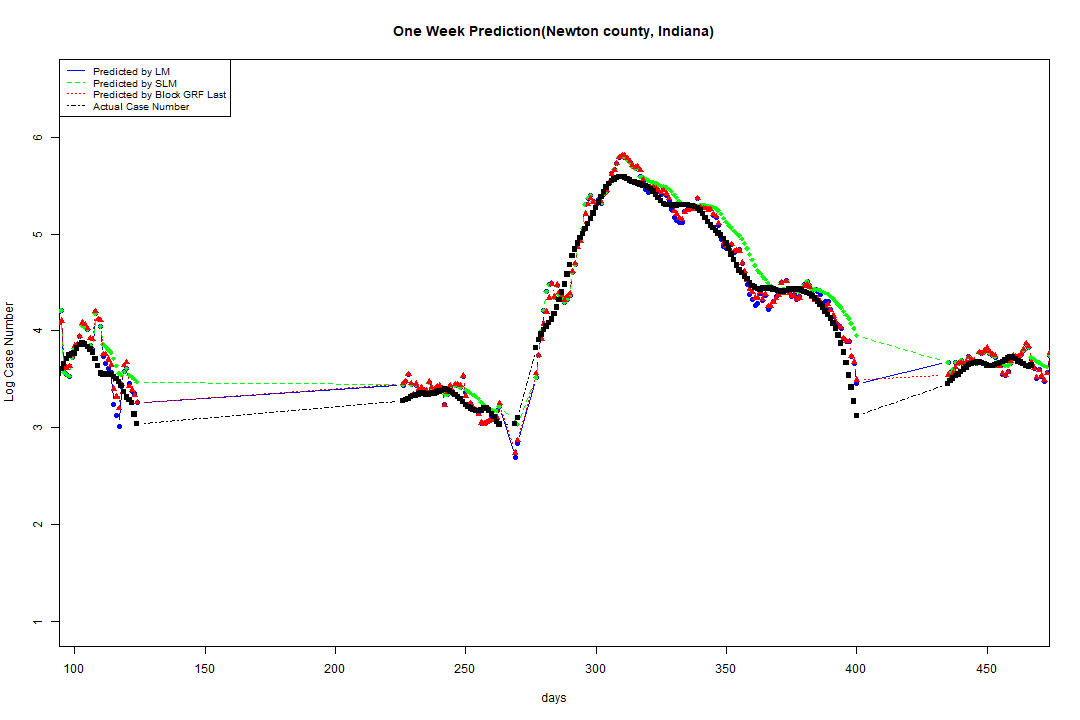 One Week Prediction(Newton county, Indiana)
Predicted by LM
Predicted by SLM
Predicted by Block GRF Last
Actual Case Number
6
5
4
3
2
1
Log Case Number
100 150 200 250 300 350 400 450
days